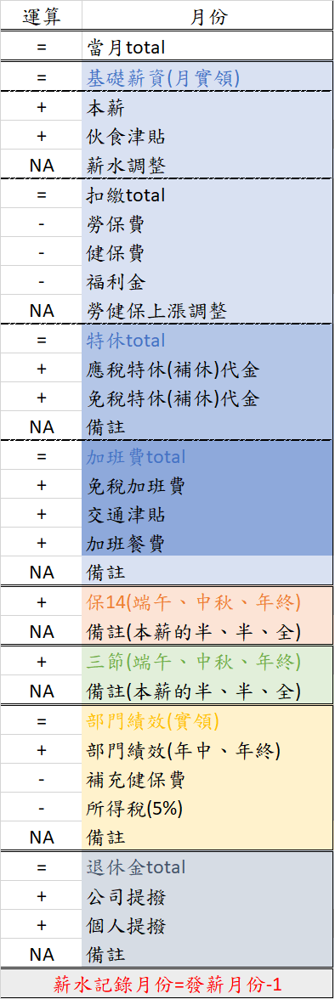 運算 月份
= 當月total
= 基礎薪資(月實領)
+ 本薪
+ 伙食津貼
NA 薪水調整
= 扣繳total
- 勞保費
- 健保費
- 福利金
NA 勞健保上漲調整
= 特休total
+ 應稅特休(補休)代金
+ 免稅特休(補休)代金
NA 備註
= 加班費total
+ 免稅加班費
+ 交通津貼
+ 加班餐費
NA 備註
+ 保14(端午、中秋、年終)
NA 備註(本薪的半、半、全)
+ 三節(端午、中秋、年終)
NA 備註(本薪的半、半、全)
= 部門績效(實領)
+ 部門績效(年中、年終)
- 補充健保費
- 所得稅(5%)
NA 備註
= 退休金total
+ 公司提撥
+ 個人提撥
NA 備註
薪水記錄月份=發薪月份-1